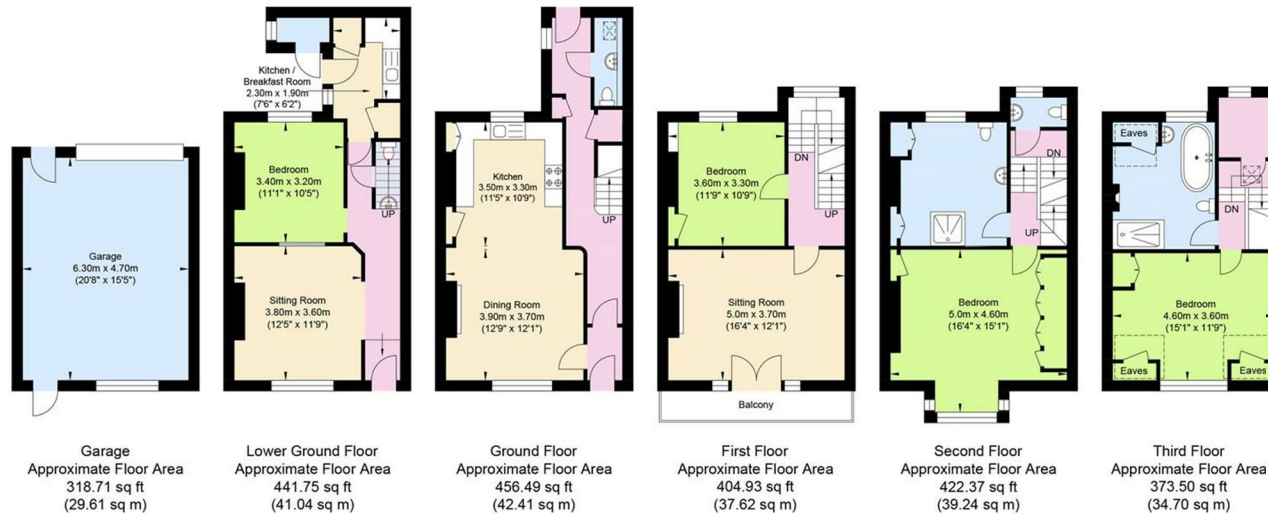 Garage
6.30m x 4.70m
(20'8" x 15'5")
Kitchen /
Breakfast Room
2.30m x 1.90m
(7'6" x 6'2")
Bedroom
3.40m x 3.20m
(11'1" x 10'5")
UP
Sitting Room
3.80m x 3.60m
(12'5" x 11'9")
Kitchen
3.50m x 3.30m
(11'5" x 10'9")
UP
Dining Room
3.90m x 3.70m
(12'9" x 12'1")
DN
Bedroom
3.60m x 3.30m
(11'9" x 10'9")
UP
Sitting Room
5.0m x 3.70m
(16'4" x 12'1")
Balcony
DN
UP
Bedroom
5.0m x 4.60m
(16'4" x 15'1")
Eaves
DN
Bedroom
4.60m x 3.60m
(15'1" x 11'9")
Eaves
Eaves
Garage
Approximate Floor Area
318.71 sq ft
(29.61 sq m)
Lower Ground Floor
Approximate Floor Area
441.75 sq ft
(41.04 sq m)
Ground Floor
Approximate Floor Area
456.49 sq ft
(42.41 sq m)
First Floor
Approximate Floor Area
404.93 sq ft
(37.62 sq m)
Second Floor
Approximate Floor Area
422.37 sq ft
(39.24 sq m)
Third Floor
Approximate Floor Area
373.50 sq ft
(34.70 sq m)